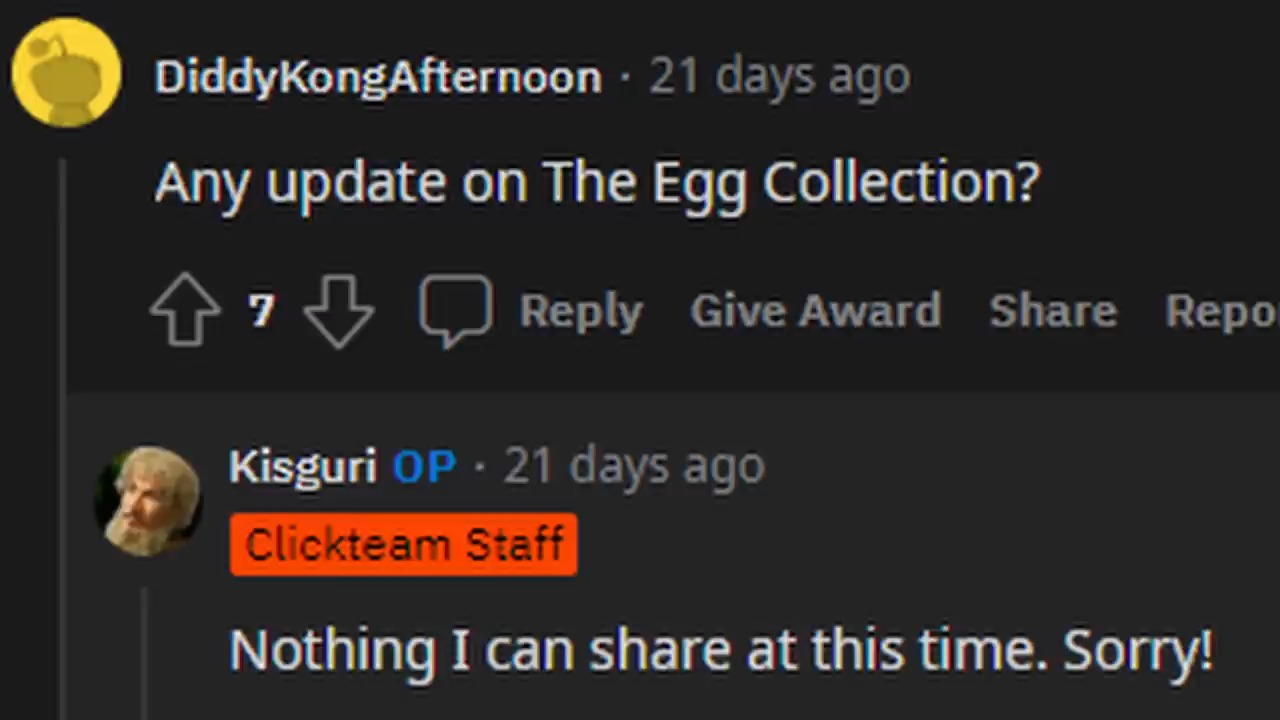 DiddyKongAfternoon · 21 days ago
Any update on The Egg Collection?
7 Reply Give Award Share Repo
Kisguri OP · 21 days ago
Clickteam Staff
Nothing I can share at this time. Sorry!